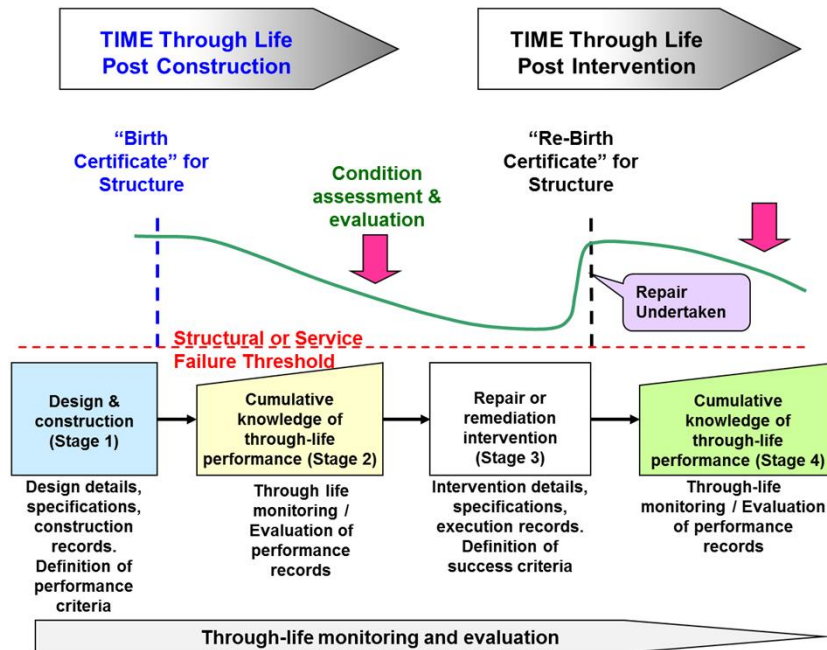 TIME Through Life
Post Construction
TIME Through Life
Post Intervention
“Birth
Certificate” for
Structure
Condition
assessment &
evaluation
“Re-Birth
Certificate” for
Structure
Repair
Undertaken
Structural or Service
Failure Threshold
Design &
construction
(Stage 1)
Cumulative
knowledge of
through-life
performance (Stage 2)
Repair or
remediation
intervention
(Stage 3)
Cumulative
knowledge of
through-life
performance (Stage 4)
Design details,
specifications,
construction
records.
Definition of
performance
criteria
Through life
monitoring /
Evaluation of
performance
records
Intervention details,
specifications,
execution records.
Definition of
success criteria
Through-life
monitoring / Evaluation
of performance
records
Through-life monitoring and evaluation